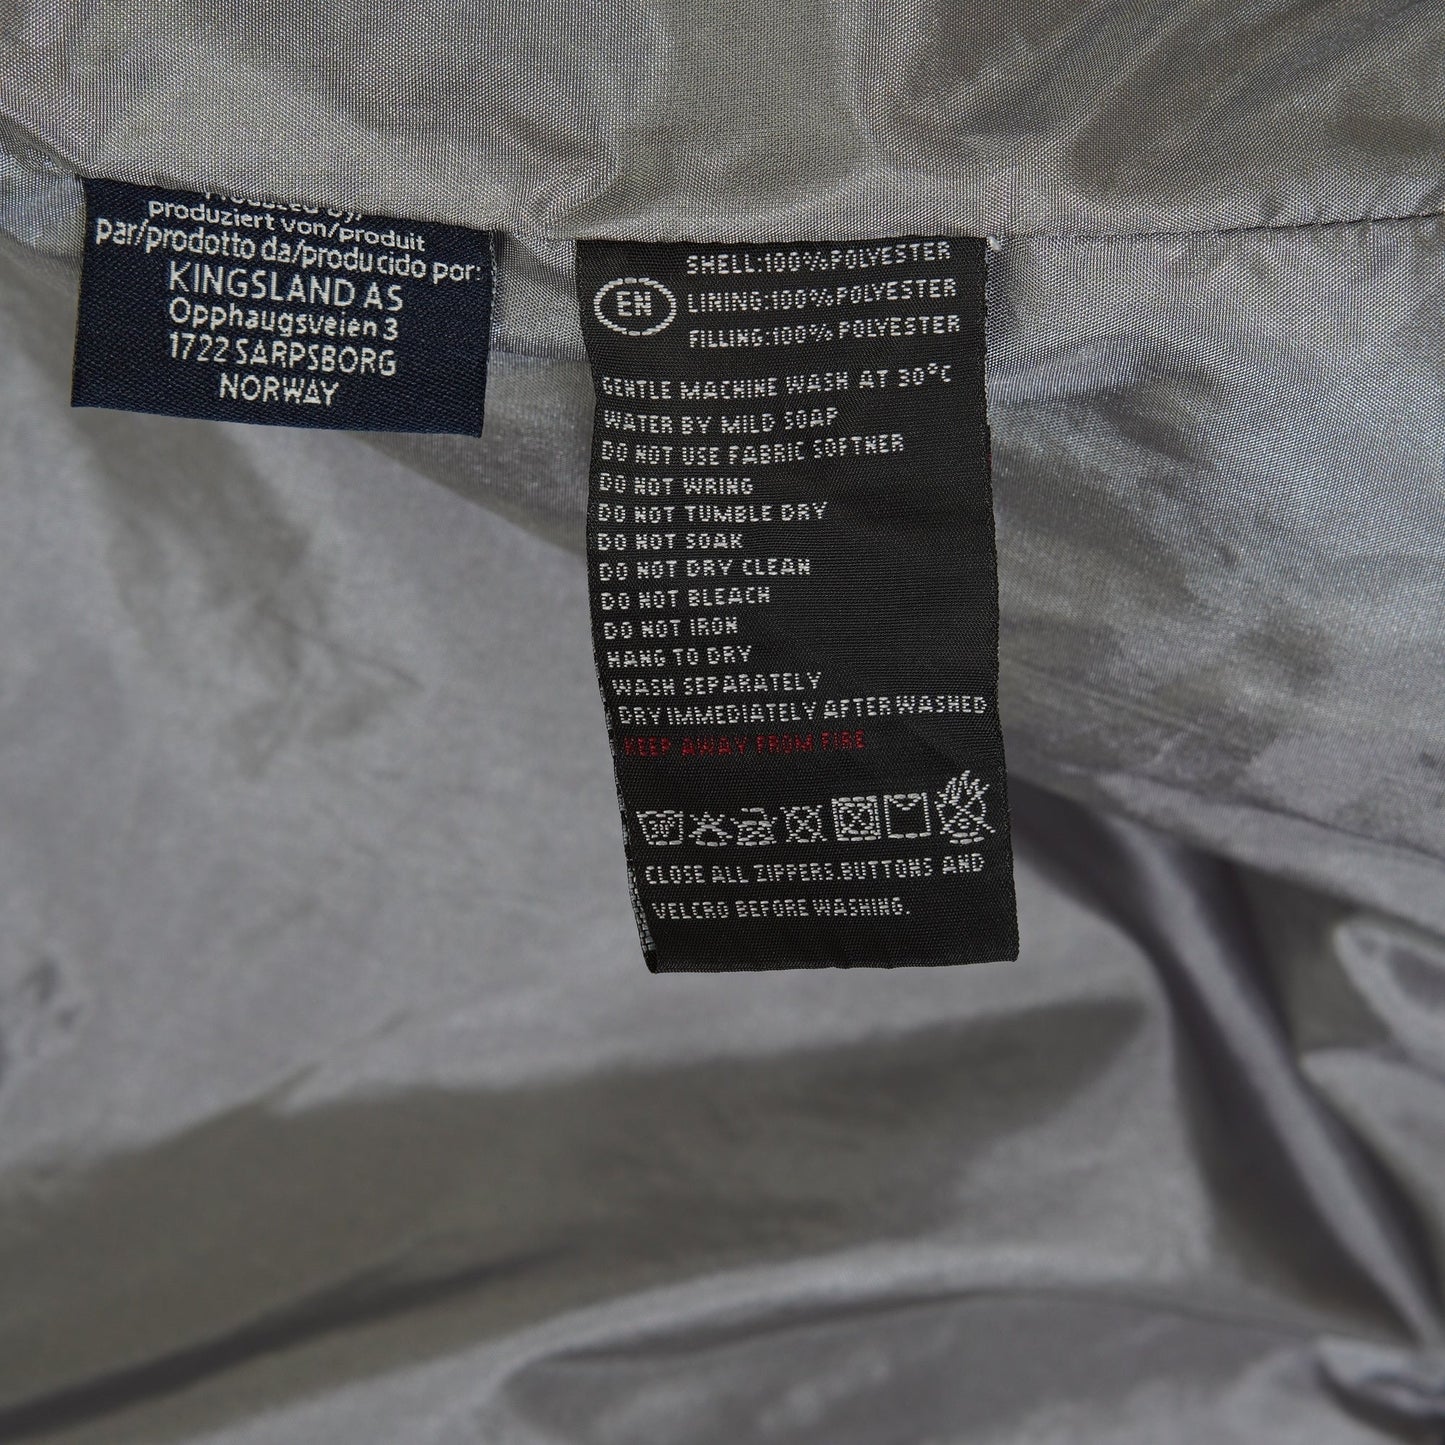 Produced by/
produziert von/produit
par/prodotto da/producido por:
KINGSLAND AS
Opphaugsveien 3
1722 SARPSBORG
NORWAY
EN
SHELL:100%POLYESTER
LINING:100%POLYESTER
FILLING:100% POLYESTER
GENTLE MACHINE WASH AT 30°C
WATER BY MILD SOAP
DO NOT USE FABRIC SOFTNER
DO NOT WRING
DO NOT TUMBLE DRY
DO NOT SOAK
DO NOT DRY CLEAN
DO NOT BLEACH
DO NOT IRON
HANG TO DRY
WASH SEPARATELY
DRY IMMEDIATELY AFTER WASHED
KEEP AWAY FROM FIRE
CLOSE ALL ZIPPERS.BUTTONS AND
VELCRO BEFORE WASHING.